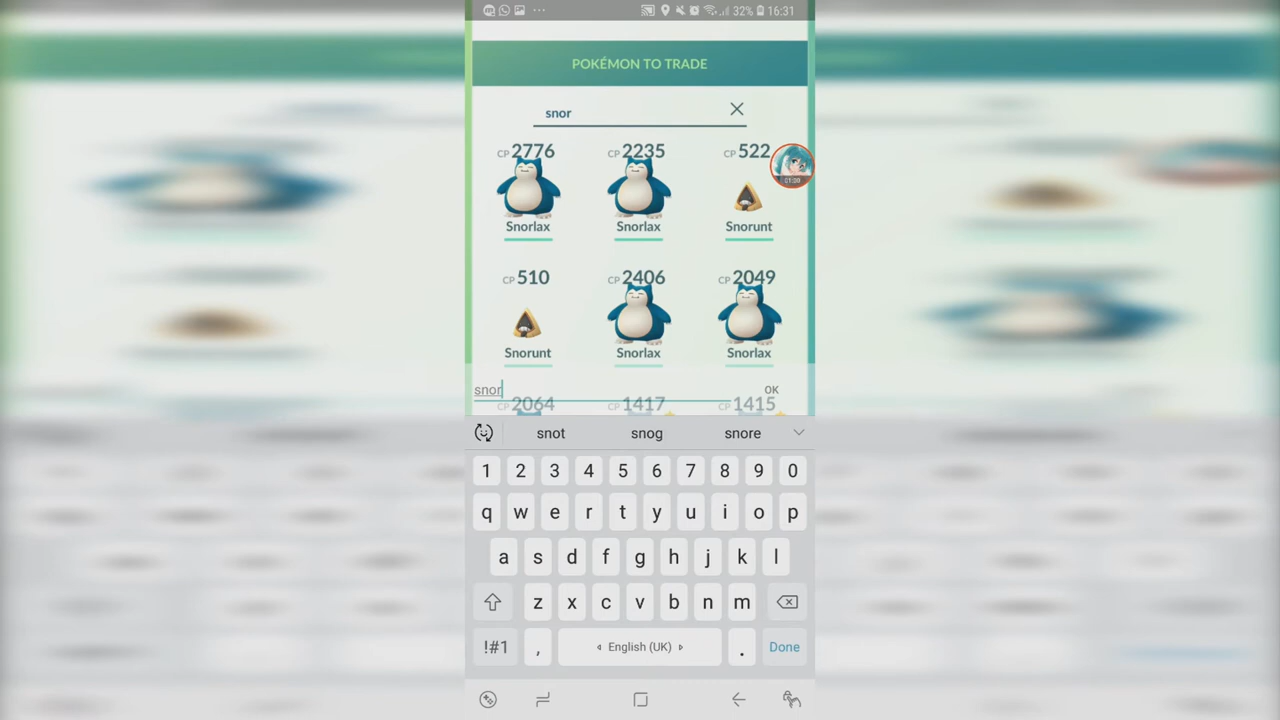 32% 16:31
POKÉMON TO TRADE
snor
CP 2776 CP 2235 CP 522
01:09
Snorlax Snorlax Snorunt
CP 510 CP 2406 CP 2049
Snorunt Snorlax Snorlax
snor OK
CP 2064 CP 1417 CP 1415
snot snog snore
1 2 3 4 5 6 7 8 9 0
q w e r t y u i o p
a s d f g h j k l
z x c v b n m
!#1 , English (UK) . Done